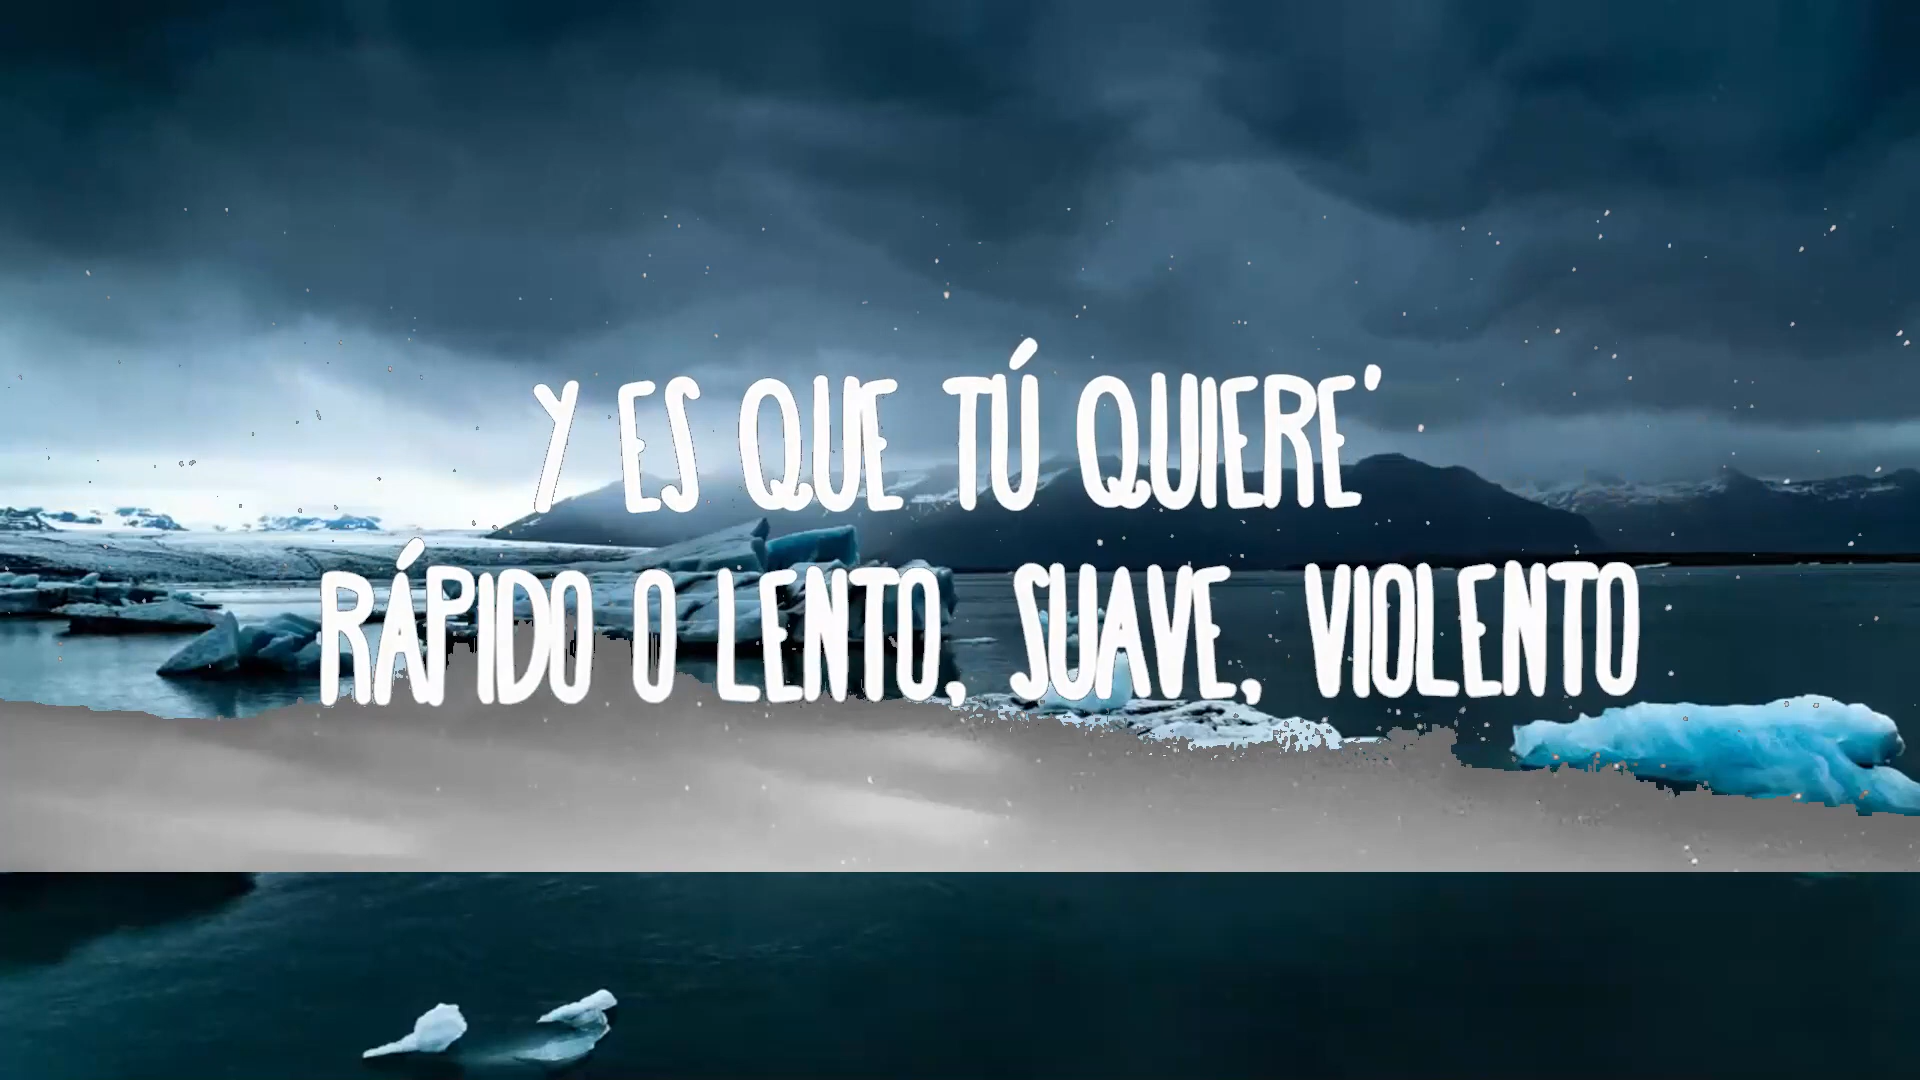 Y ES QUE TÚ QUIERE'
RÁPIDO O LENTO, SUAVE, VIOLENTO